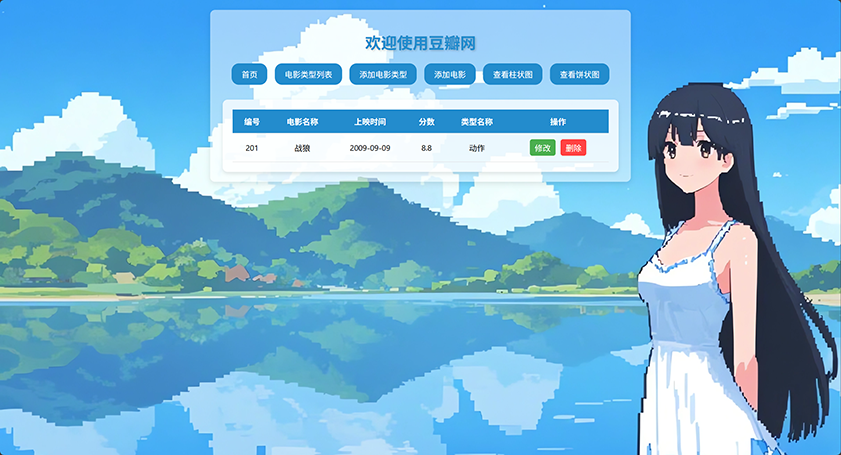 欢迎使用豆瓣网
首页 电影类型列表 添加电影类型 添加电影 查看柱状图 查看饼状图
编号 电影名称 上映时间 分数 类型名称 操作
201 战狼 2009-09-09 8.8 动作 修改 删除